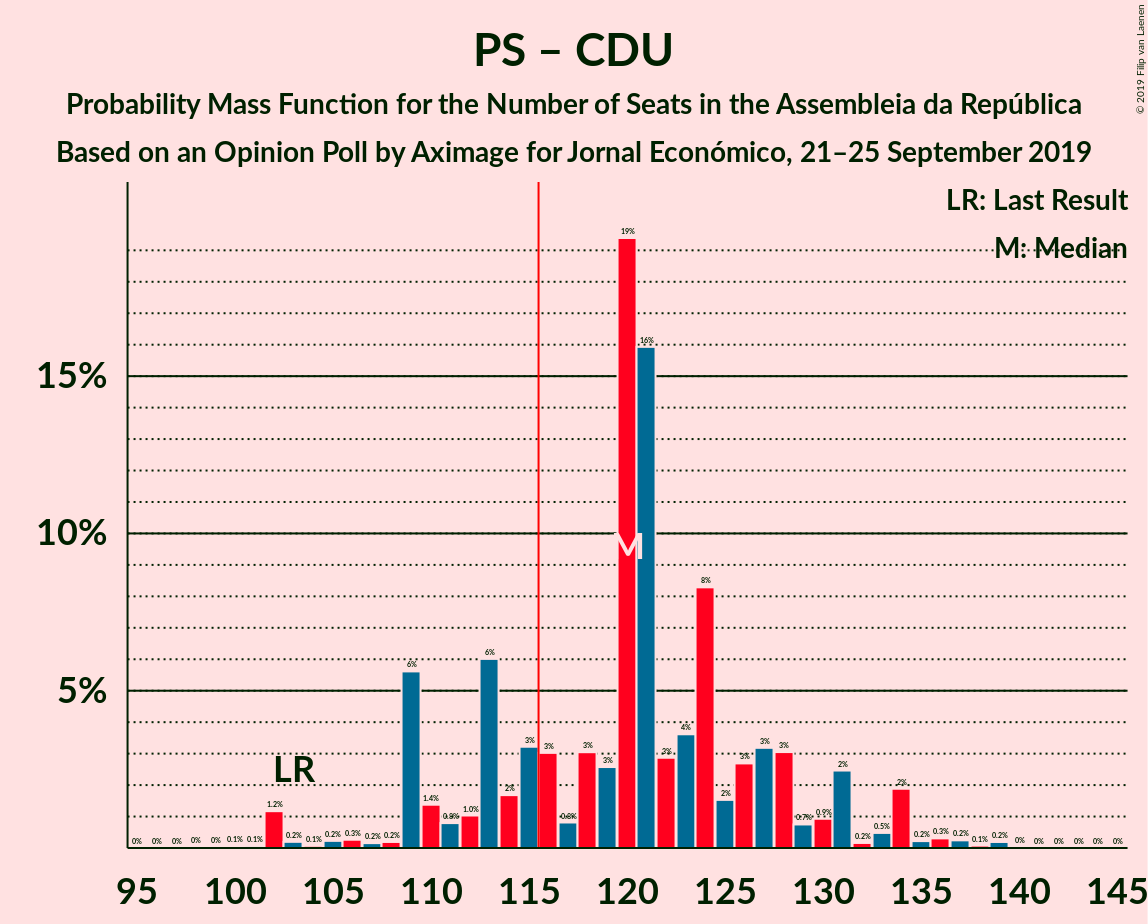 PS – CDU
Probability Mass Function for the Number of Seats in the Assembleia da República
Based on an Opinion Poll by Aximage for Jornal Económico, 21–25 September 2019
© 2019 Filip van Laenen
LR: Last Result
M: Median
15%
10%
5%
LR
M
0% 0% 0% 0% 0% 0.1% 0.1% 1.2% 0.2% 0.1% 0.2% 0.3% 0.2% 0.2% 6% 1.4% 0.8% 1.0% 6% 2% 3% 3% 0.8% 3% 3% 19% 16% 3% 4% 8% 2% 3% 3% 3% 0.7% 0.9% 2% 0.2% 0.5% 2% 0.2% 0.3% 0.2% 0.1% 0.2% 0% 0% 0% 0% 0% 0%
95 100 105 110 115 120 125 130 135 140 145